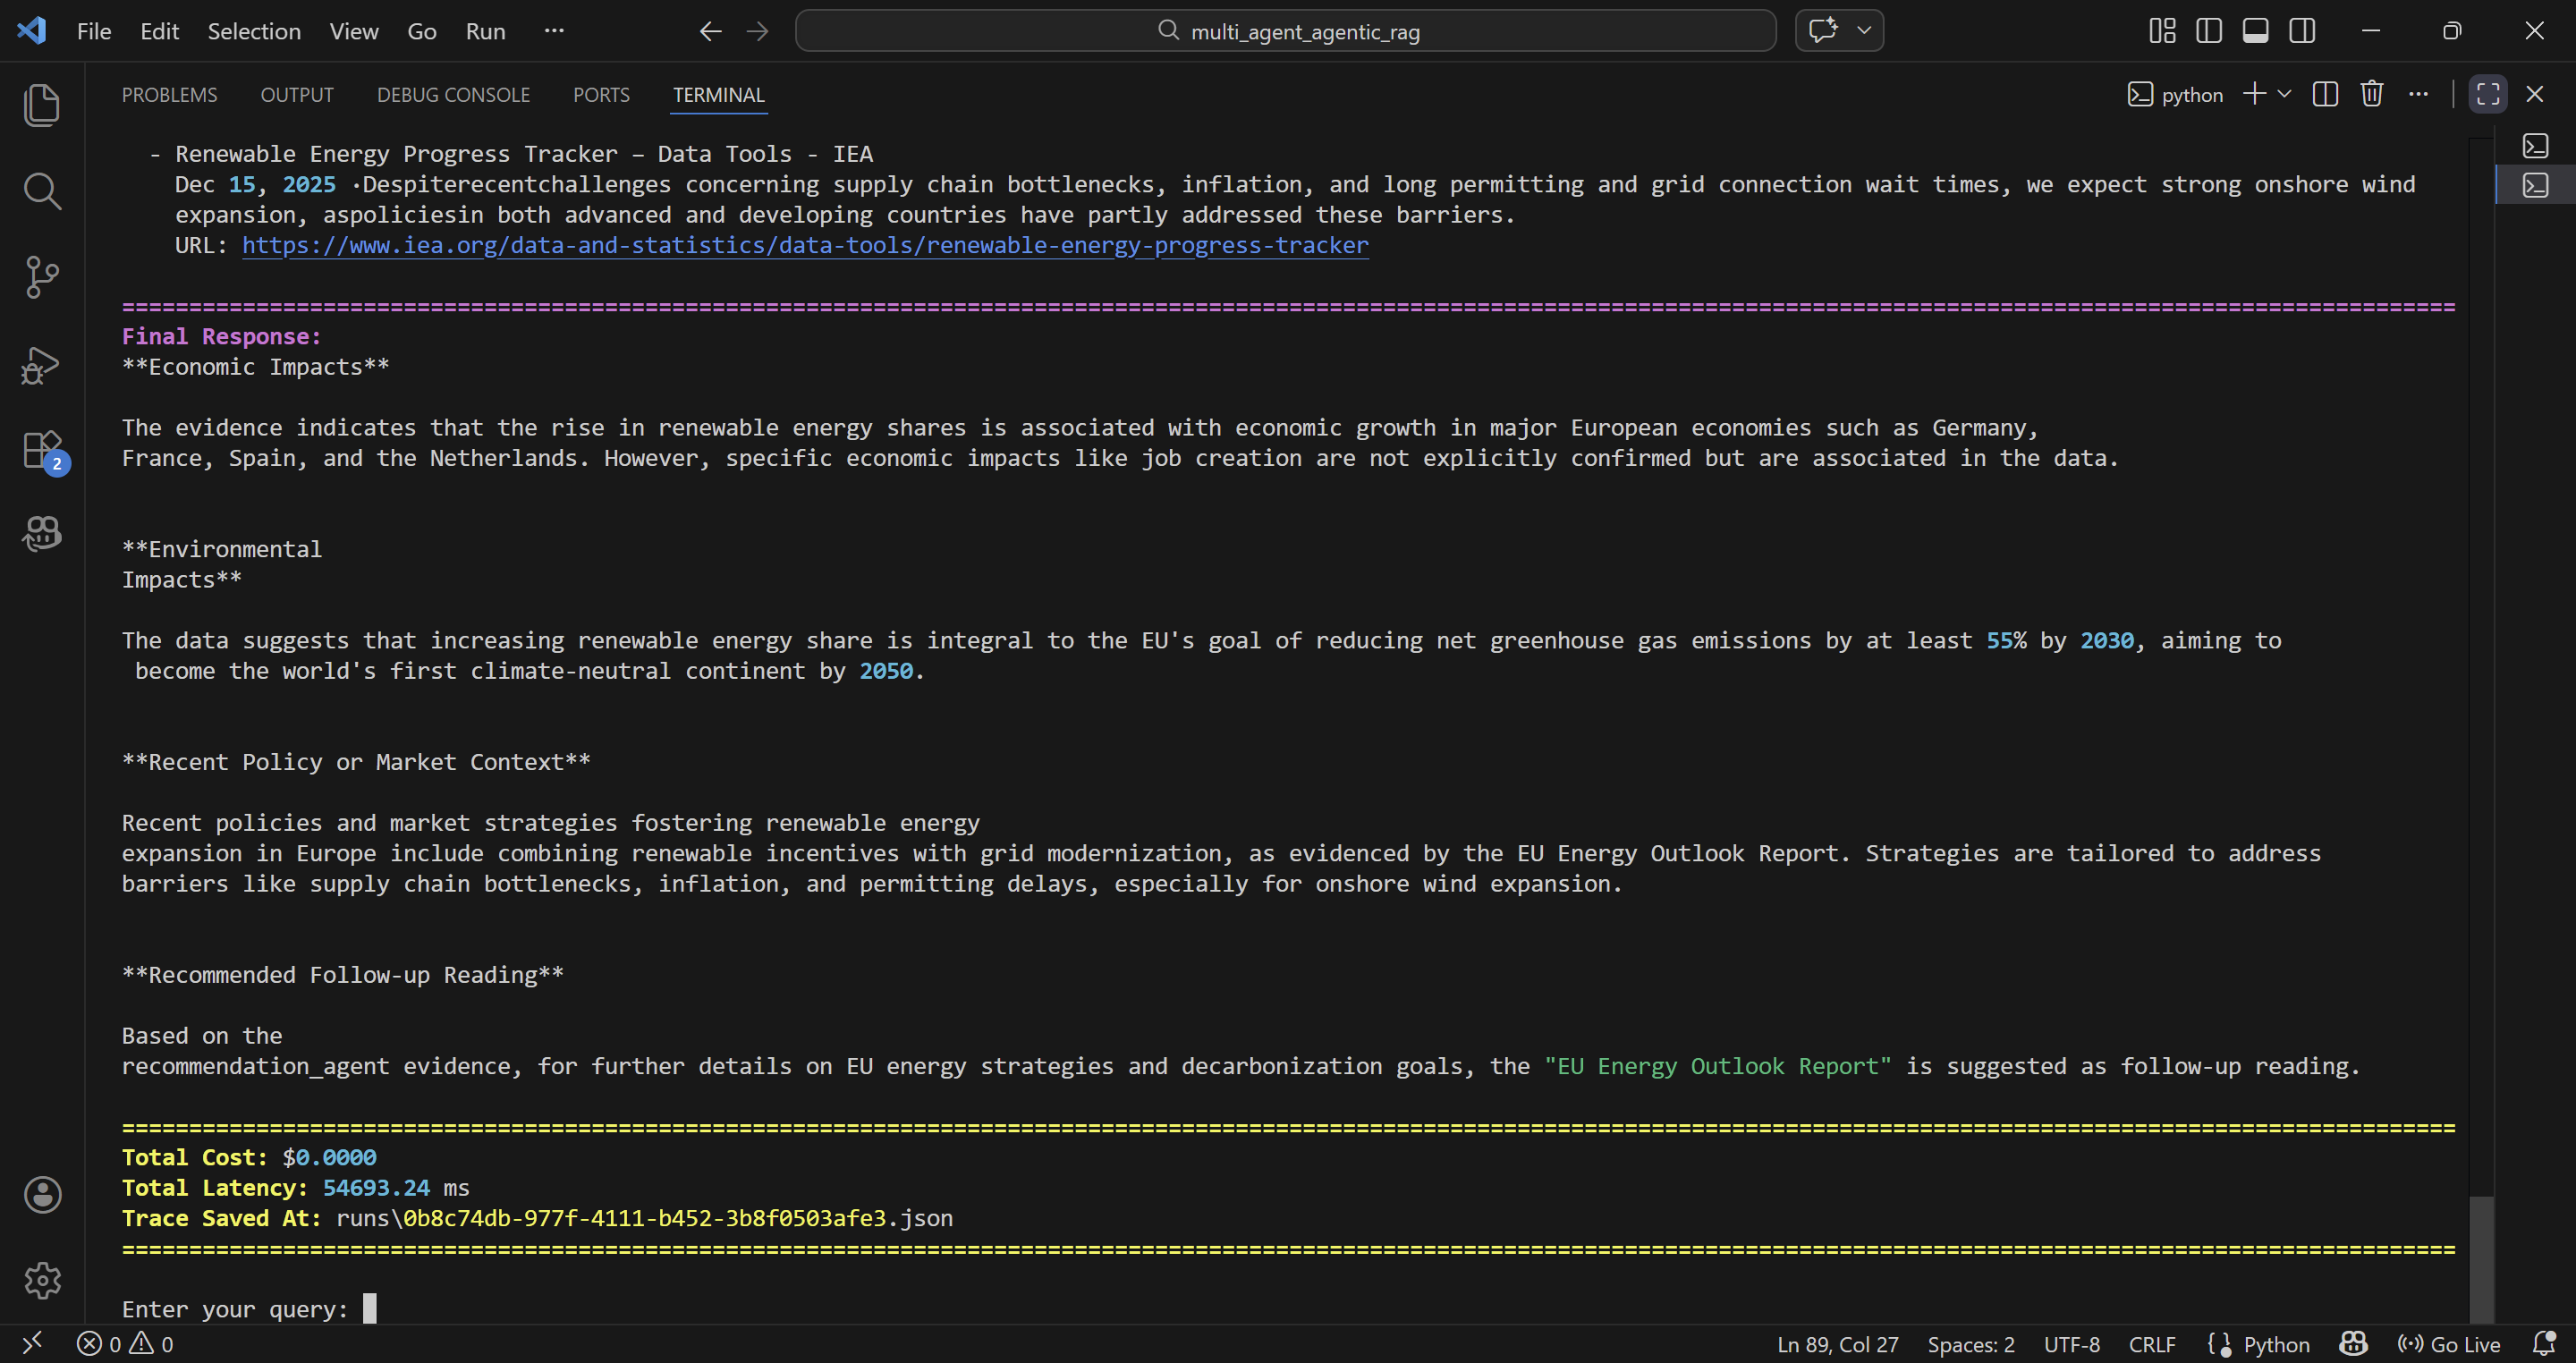 File Edit Selection View Go Run ···
multi_agent_agentic_rag
PROBLEMS OUTPUT DEBUG CONSOLE PORTS TERMINAL
python
- Renewable Energy Progress Tracker – Data Tools - IEA
Dec 15, 2025 ·Despiterecentchallenges concerning supply chain bottlenecks, inflation, and long permitting and grid connection wait times, we expect strong onshore wind
expansion, aspoliciesin both advanced and developing countries have partly addressed these barriers.
URL: https://www.iea.org/data-and-statistics/data-tools/renewable-energy-progress-tracker
Final Response:
**Economic Impacts**
The evidence indicates that the rise in renewable energy shares is associated with economic growth in major European economies such as Germany,
France, Spain, and the Netherlands. However, specific economic impacts like job creation are not explicitly confirmed but are associated in the data.
**Environmental
Impacts**
The data suggests that increasing renewable energy share is integral to the EU's goal of reducing net greenhouse gas emissions by at least 55% by 2030, aiming to
become the world's first climate-neutral continent by 2050.
**Recent Policy or Market Context**
Recent policies and market strategies fostering renewable energy
expansion in Europe include combining renewable incentives with grid modernization, as evidenced by the EU Energy Outlook Report. Strategies are tailored to address
barriers like supply chain bottlenecks, inflation, and permitting delays, especially for onshore wind expansion.
**Recommended Follow-up Reading**
Based on the
recommendation_agent evidence, for further details on EU energy strategies and decarbonization goals, the "EU Energy Outlook Report" is suggested as follow-up reading.
Total Cost: $0.0000
Total Latency: 54693.24 ms
Trace Saved At: runs\0b8c74db-977f-4111-b452-3b8f0503afe3.json
Enter your query:
2
0 0
Ln 89, Col 27 Spaces: 2 UTF-8 CRLF Python Go Live